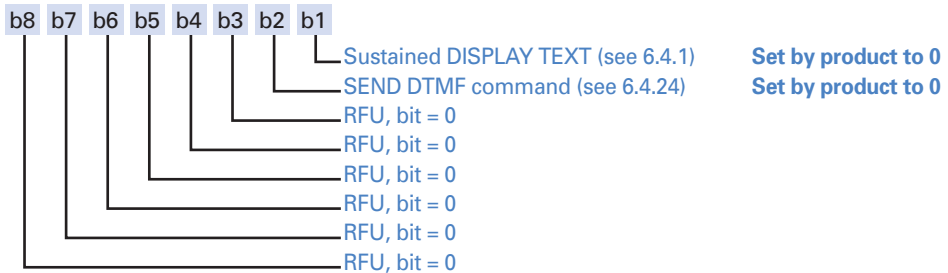 b8 b7 b6 b5 b4 b3 b2 b1
Sustained DISPLAY TEXT (see 6.4.1) Set by product to 0
SEND DTMF command (see 6.4.24) Set by product to 0
RFU, bit = 0
RFU, bit = 0
RFU, bit = 0
RFU, bit = 0
RFU, bit = 0
RFU, bit = 0